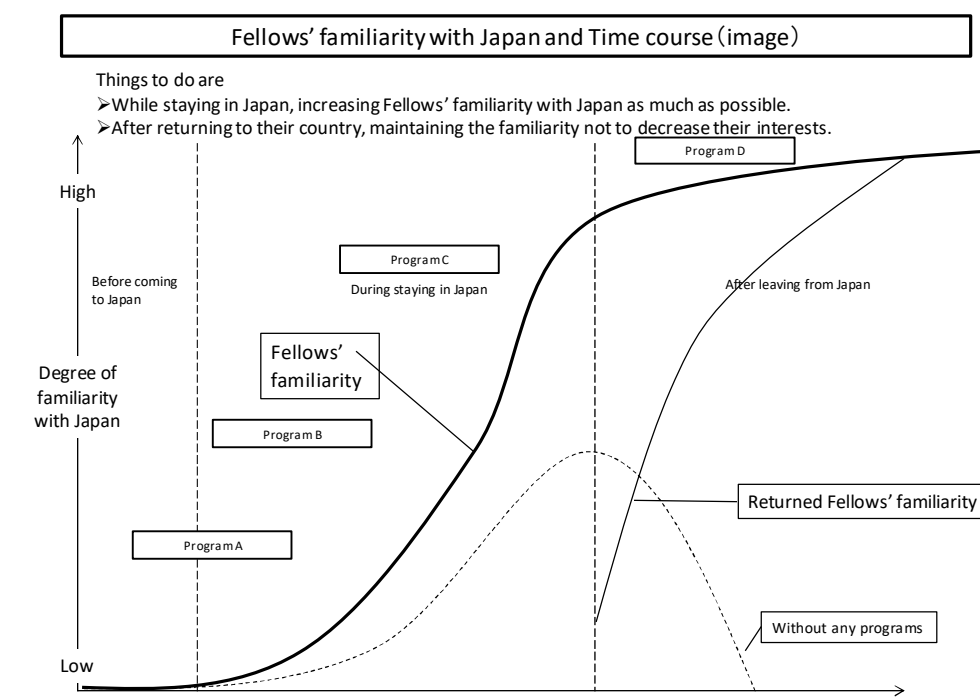 Fellows' familiarity with Japan and Time course（image）
Things to do are
➢While staying in Japan, increasing Fellows' familiarity with Japan as much as possible.
➢After returning to their country, maintaining the familiarity not to decrease their interests.
Program D
High
Program C
Before coming
to Japan
During staying in Japan
After leaving from Japan
Fellows'
familiarity
Degree of
familiarity
with Japan
Program B
Returned Fellows' familiarity
Program A
Without any programs
Low